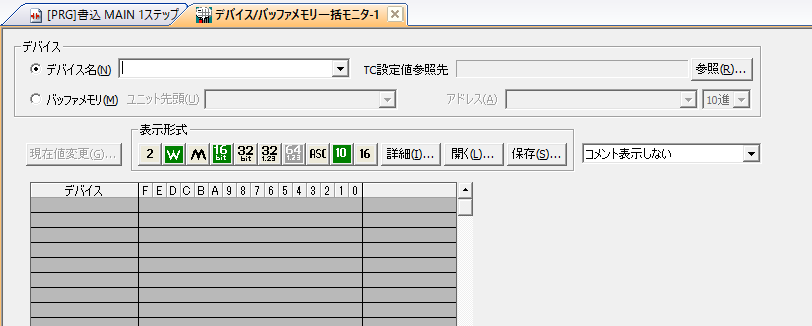 [PRG]書込 MAIN 1ステップ デバイス/バッファメモリ一括モニタ-1
デバイス
デバイス名(N) TC設定値参照先 参照(R)...
バッファメモリ(M) ユニット先頭(U) アドレス(A) 10進
表示形式
現在値変更(G)... 2 W M 16 bit 32 bit 32 1.23 64 1.23 ASC 10 16 詳細(I)... 開く(L)... 保存(S)... コメント表示しない
デバイス F E D C B A 9 8 7 6 5 4 3 2 1 0